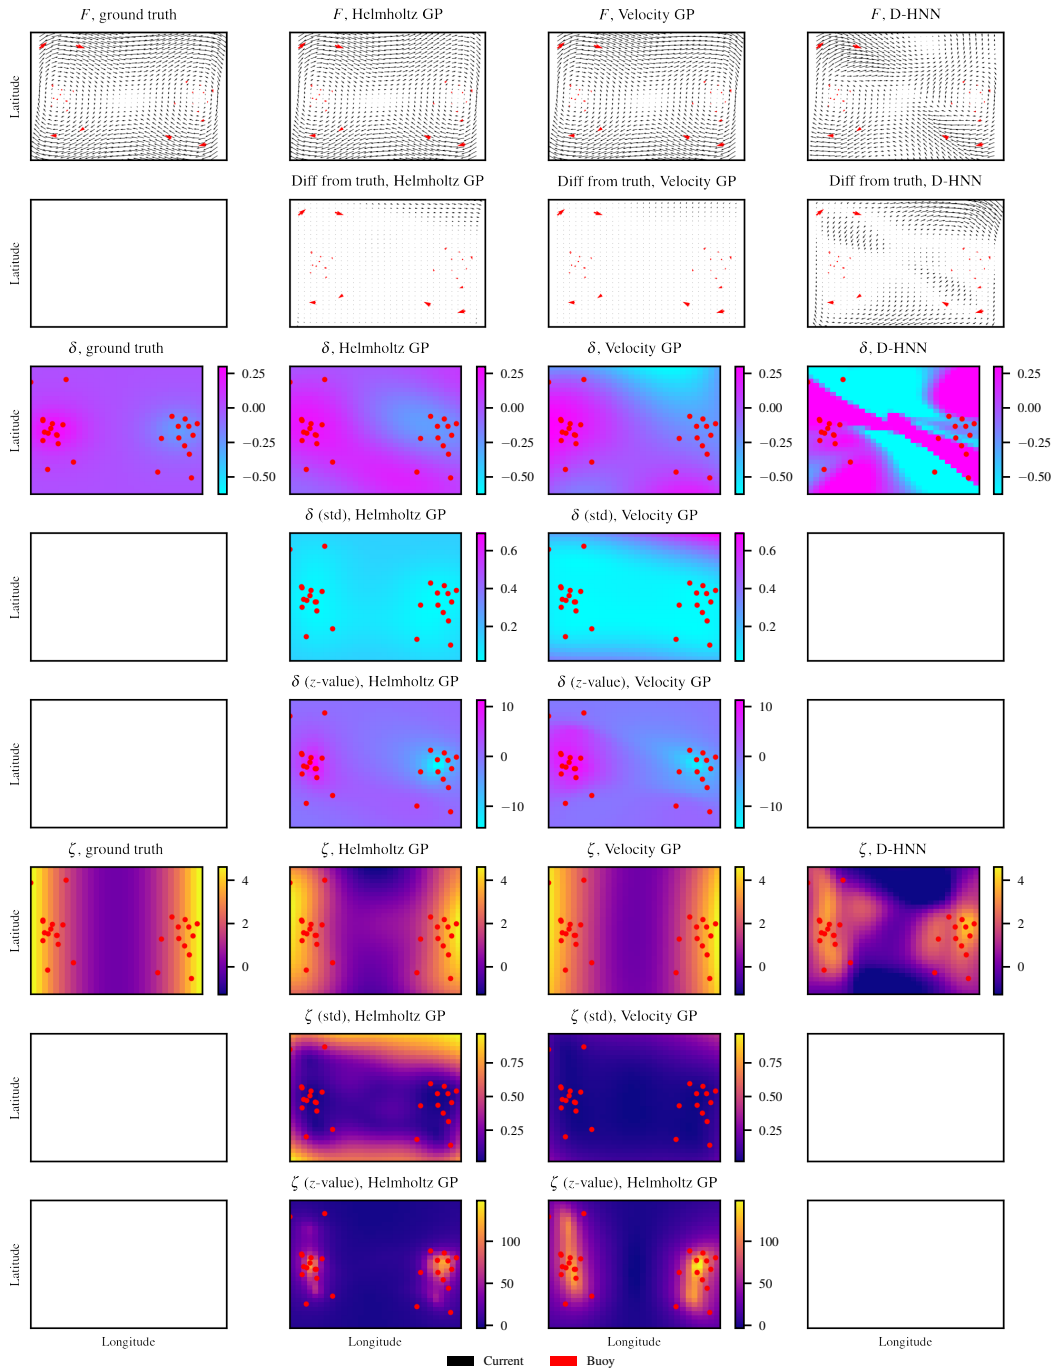 F, ground truth
F, Helmholtz GP
F, Velocity GP
F, D-HNN
Latitude
Diff from truth, Helmholtz GP
Diff from truth, Velocity GP
Diff from truth, D-HNN
Latitude
δ, ground truth
δ, Helmholtz GP
δ, Velocity GP
δ, D-HNN
Latitude
0.25
0.00
−0.25
−0.50
0.25
0.00
−0.25
−0.50
0.25
0.00
−0.25
−0.50
0.25
0.00
−0.25
−0.50
δ (std), Helmholtz GP
δ (std), Velocity GP
Latitude
0.6
0.4
0.2
0.6
0.4
0.2
δ (z-value), Helmholtz GP
δ (z-value), Velocity GP
Latitude
10
0
−10
10
0
−10
ζ, ground truth
ζ, Helmholtz GP
ζ, Velocity GP
ζ, D-HNN
Latitude
4
2
0
4
2
0
4
2
0
4
2
0
ζ (std), Helmholtz GP
ζ (std), Velocity GP
Latitude
0.75
0.50
0.25
0.75
0.50
0.25
ζ (z-value), Helmholtz GP
ζ (z-value), Helmholtz GP
Latitude
100
50
0
100
50
0
Longitude
Longitude
Longitude
Longitude
Current
Buoy